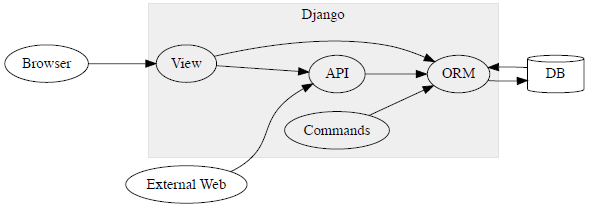 Django
Browser
View
API
ORM
DB
Commands
External Web